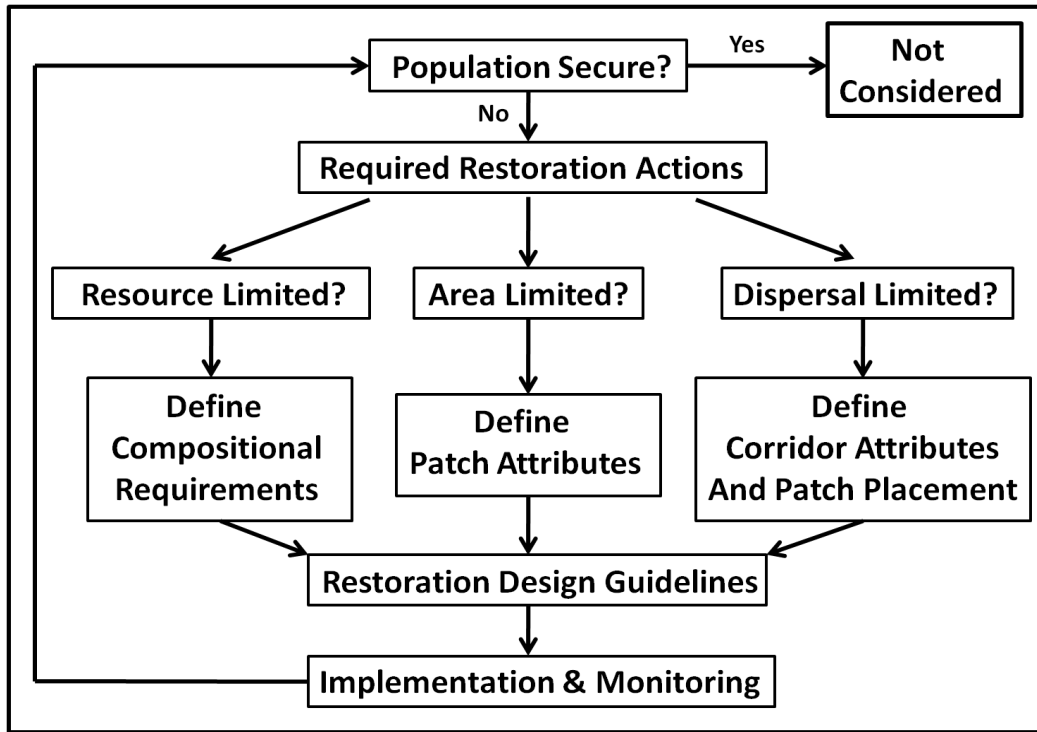 Population Secure?
Yes
Not
Considered
No
Required Restoration Actions
Resource Limited?
Area Limited?
Dispersal Limited?
Define
Compositional
Requirements
Define
Patch Attributes
Define
Corridor Attributes
And Patch Placement
Restoration Design Guidelines
Implementation & Monitoring